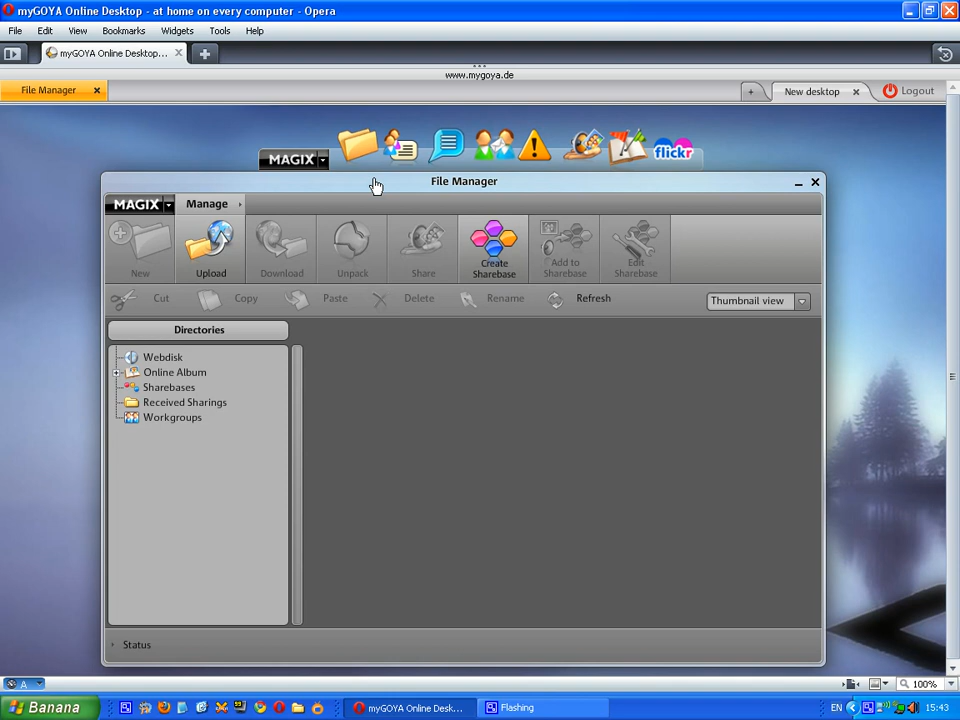 myGOYA Online Desktop - at home on every computer - Opera
File Edit View Bookmarks Widgets Tools Help
myGOYA Online Desktop...
www.mygoya.de
File Manager
New desktop
Logout
MAGIX
flickr
File Manager
MAGIX Manage
New Upload Download Unpack Share Create Sharebase Add to Sharebase Edit Sharebase
Cut Copy Paste Delete Rename Refresh Thumbnail view
Directories
Webdisk
Online Album
Sharebases
Received Sharings
Workgroups
Status
A
100%
Banana
myGOYA Online Desk...
Flashing
EN
15:43